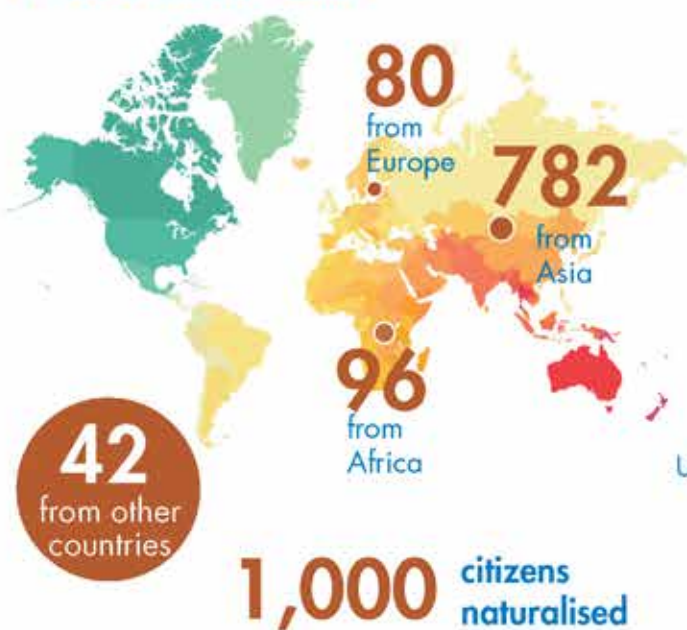 80
from
Europe
782
from
Asia
96
from
Africa
42
from other
countries
1,000 citizens
naturalised